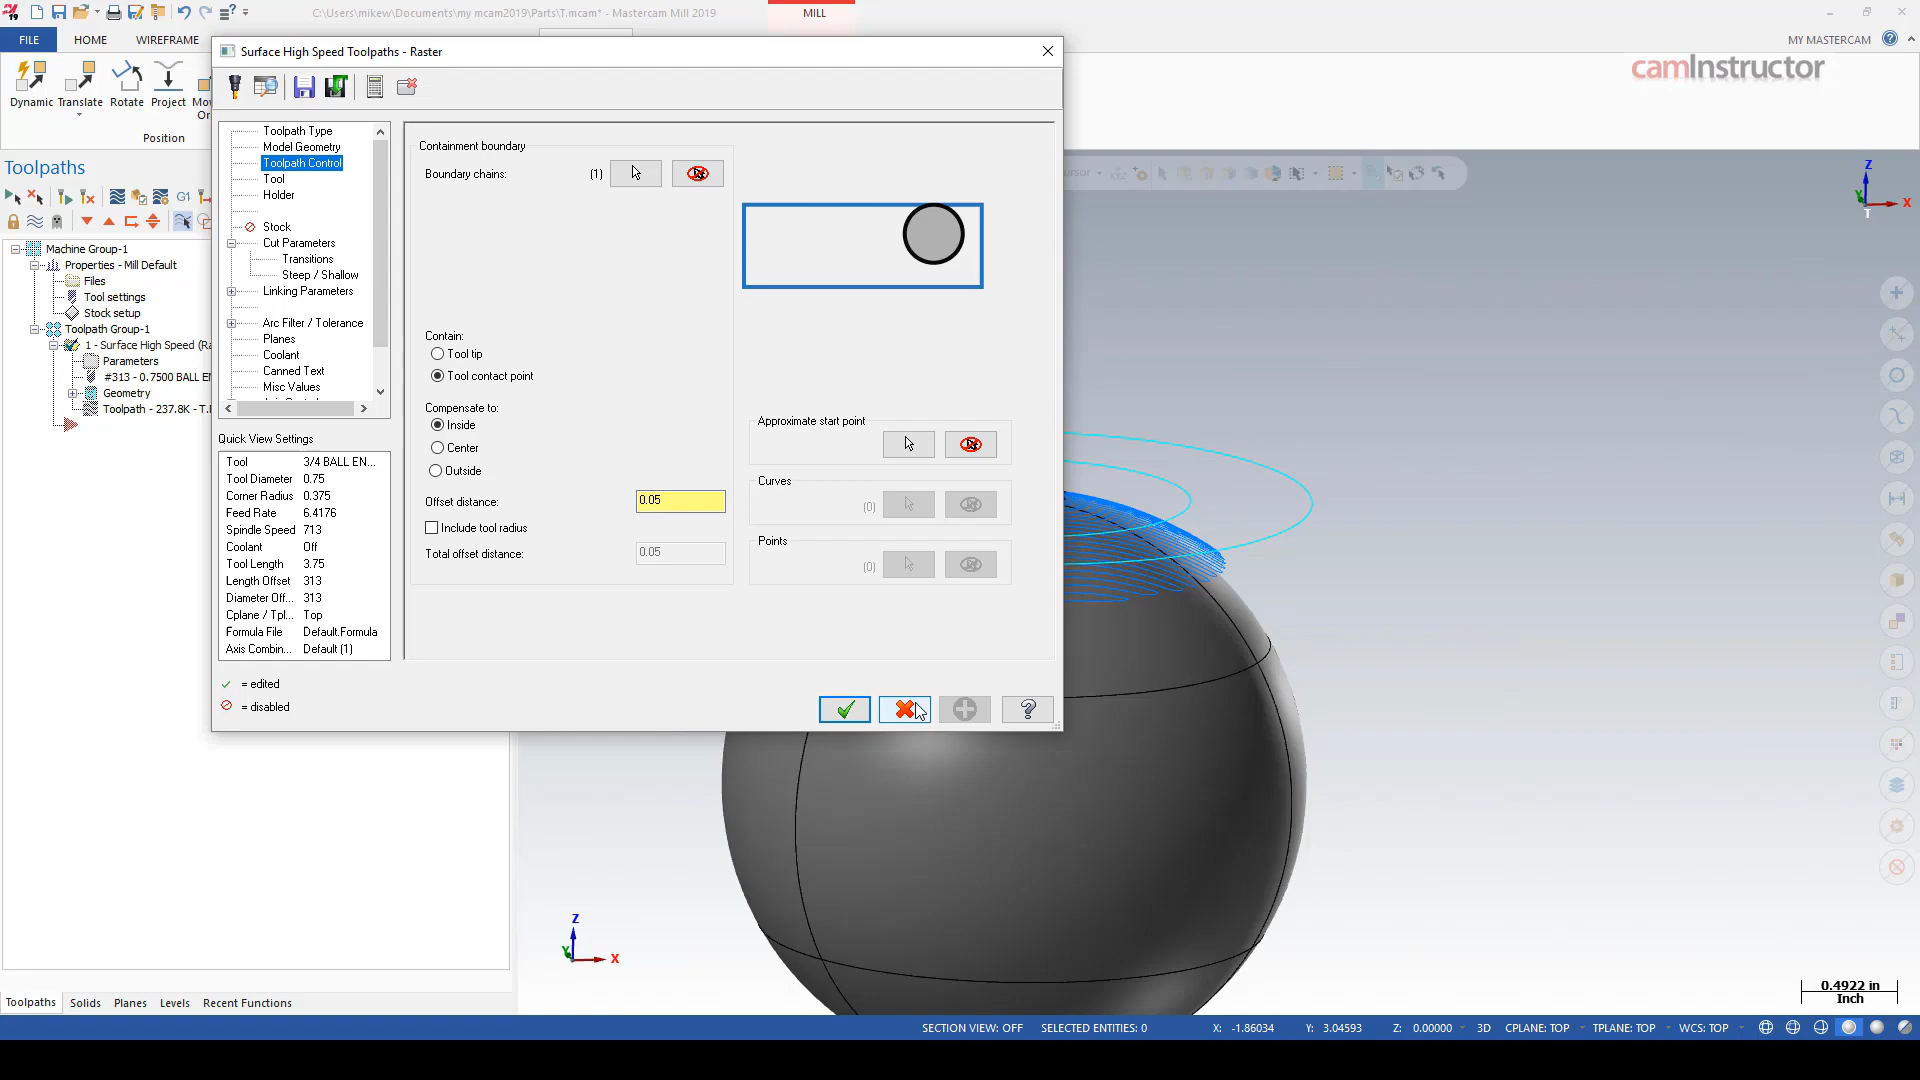 C:\Users\mikew\Documents\my mcam2019\Parts\T.mcam* - Mastercam Mill 2019
MILL
FILE
HOME
WIREFRAME
MY MASTERCAM
camInstructor
Dynamic
Translate
Rotate
Project
Position
Toolpaths
G1
Machine Group-1
Properties - Mill Default
Files
Tool settings
Stock setup
Toolpath Group-1
1 - Surface High Speed (Ra
Parameters
#313 - 0.7500 BALL EN
Geometry
Toolpath - 237.8K - T.
Surface High Speed Toolpaths - Raster
Toolpath Type
Model Geometry
Toolpath Control
Tool
Holder
Stock
Cut Parameters
Transitions
Steep / Shallow
Linking Parameters
Arc Filter / Tolerance
Planes
Coolant
Canned Text
Misc Values
Quick View Settings
Tool 3/4 BALL EN...
Tool Diameter 0.75
Corner Radius 0.375
Feed Rate 6.4176
Spindle Speed 713
Coolant Off
Tool Length 3.75
Length Offset 313
Diameter Off... 313
Cplane / Tpl... Top
Formula File Default.Formula
Axis Combin... Default (1)
= edited
= disabled
Containment boundary
Boundary chains: (1)
Contain:
Tool tip
Tool contact point
Compensate to:
Inside
Center
Outside
Offset distance: 0.05
Include tool radius
Total offset distance: 0.05
Approximate start point
Curves
(0)
Points
(0)
Z
Y
X
T
Z
Y
X
0.4922 in
Inch
Toolpaths
Solids
Planes
Levels
Recent Functions
SECTION VIEW: OFF
SELECTED ENTITIES: 0
X: -1.86034
Y: 3.04593
Z: 0.00000
3D
CPLANE: TOP
TPLANE: TOP
WCS: TOP